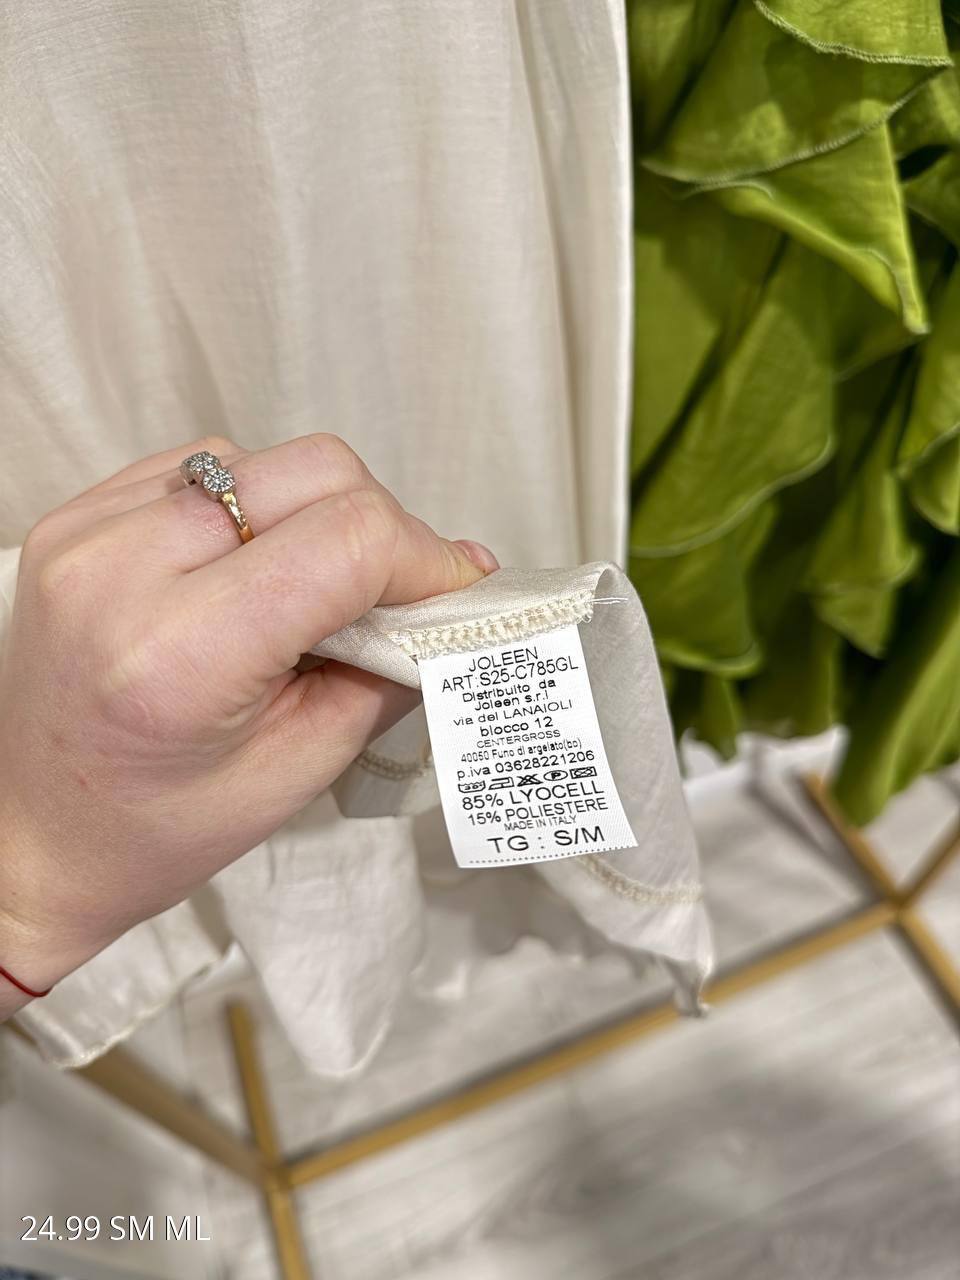 JOLEEN
ART:S25-C785GL
Distribuito da
Joleen s.r.l
via dei LANAIOLI
blocco 12
CENTERGROSS
40050 Funo di argelato(bo)
p.iva 03628221206
85% LYOCELL
15% POLIESTERE
MADE IN ITALY
TG : S/M
24.99 SM ML